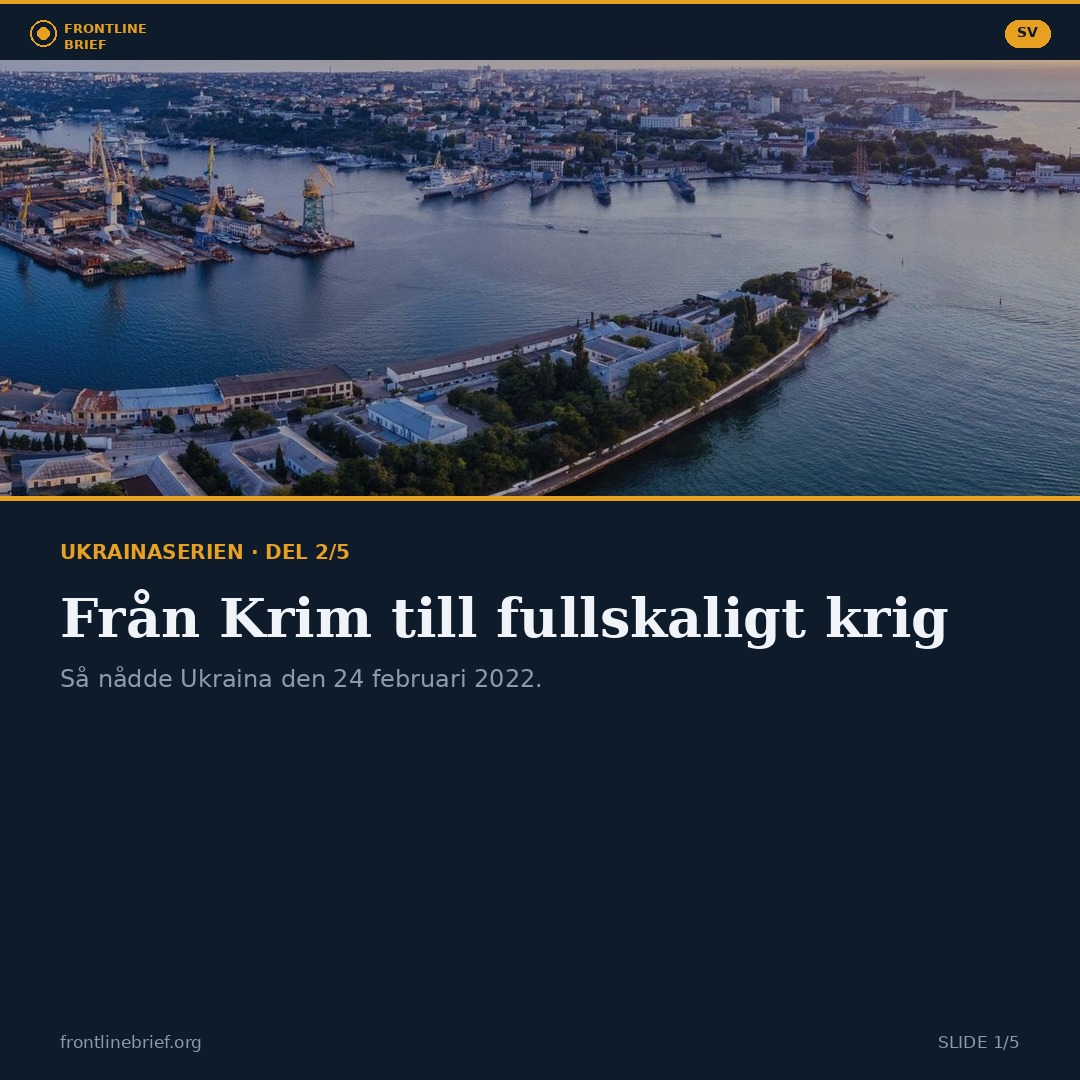 FRONTLINE
BRIEF
SV
UKRAINASERIEN · DEL 2/5
Från Krim till fullskaligt krig
Så nådde Ukraina den 24 februari 2022.
frontlinebrief.org
SLIDE 1/5